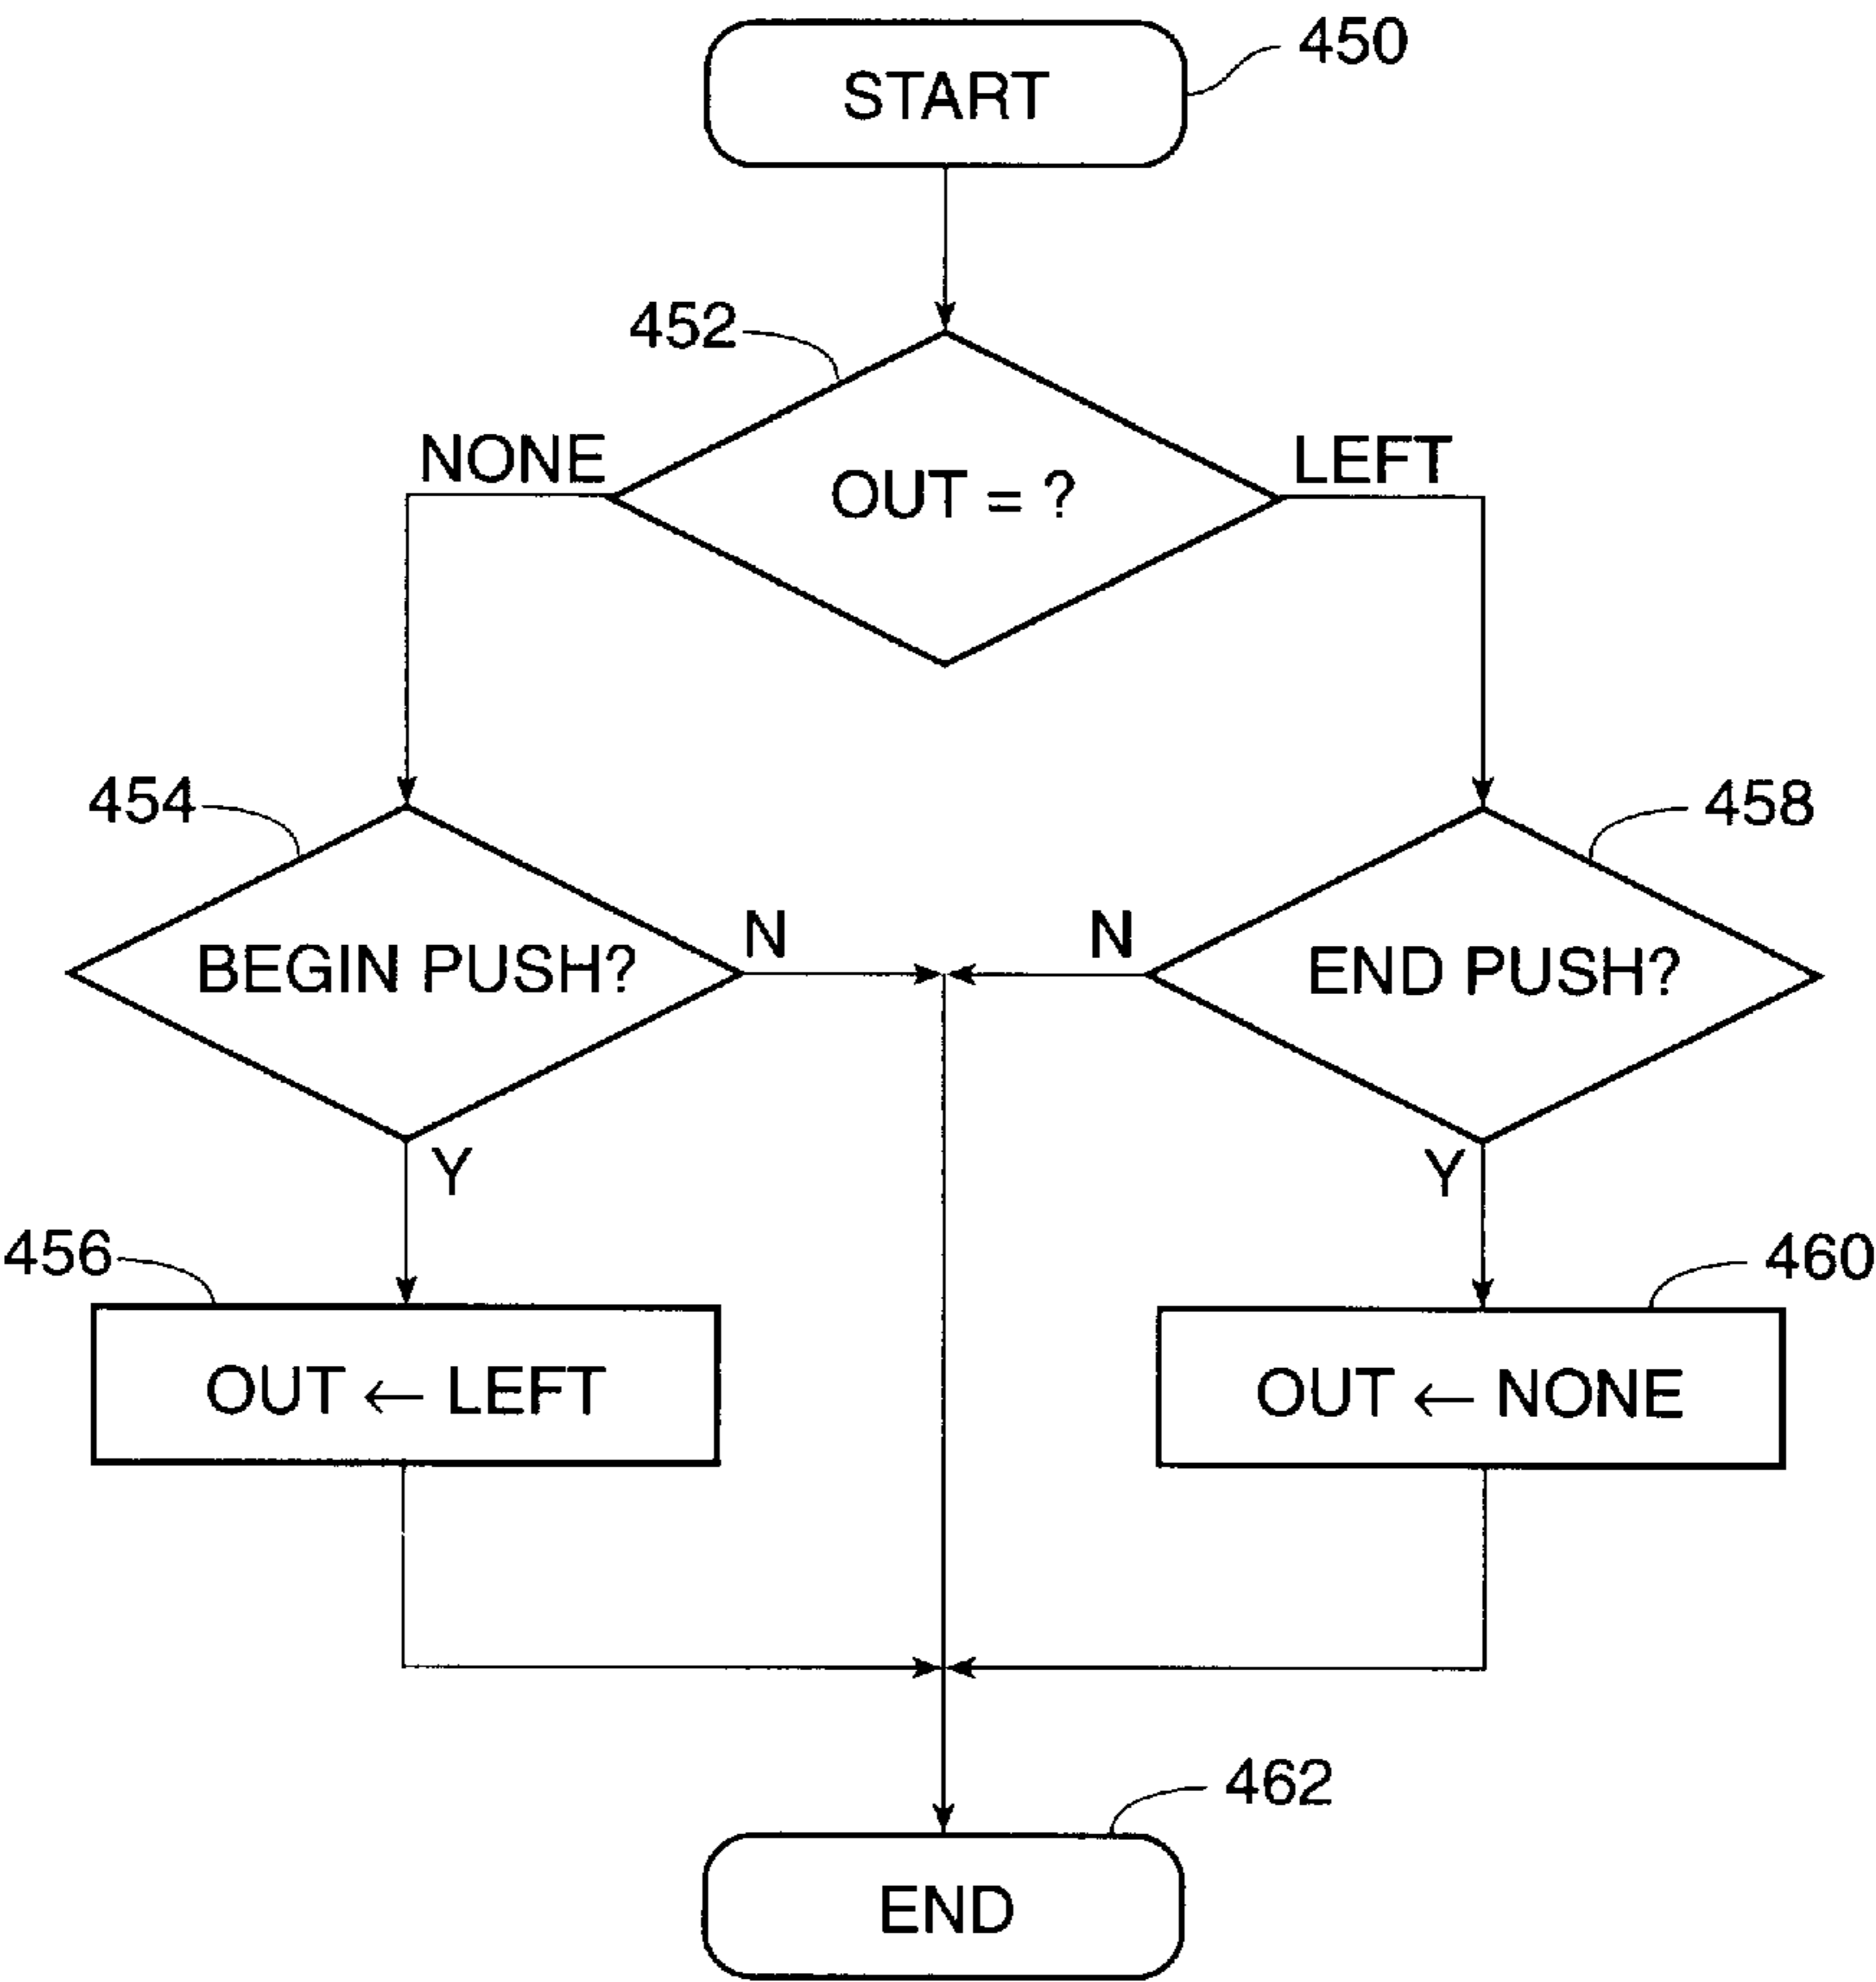 450
START
452
NONE
LEFT
OUT = ?
454
458
N
N
BEGIN PUSH?
END PUSH?
Y
Y
456
460
OUT ← LEFT
OUT ← NONE
462
END